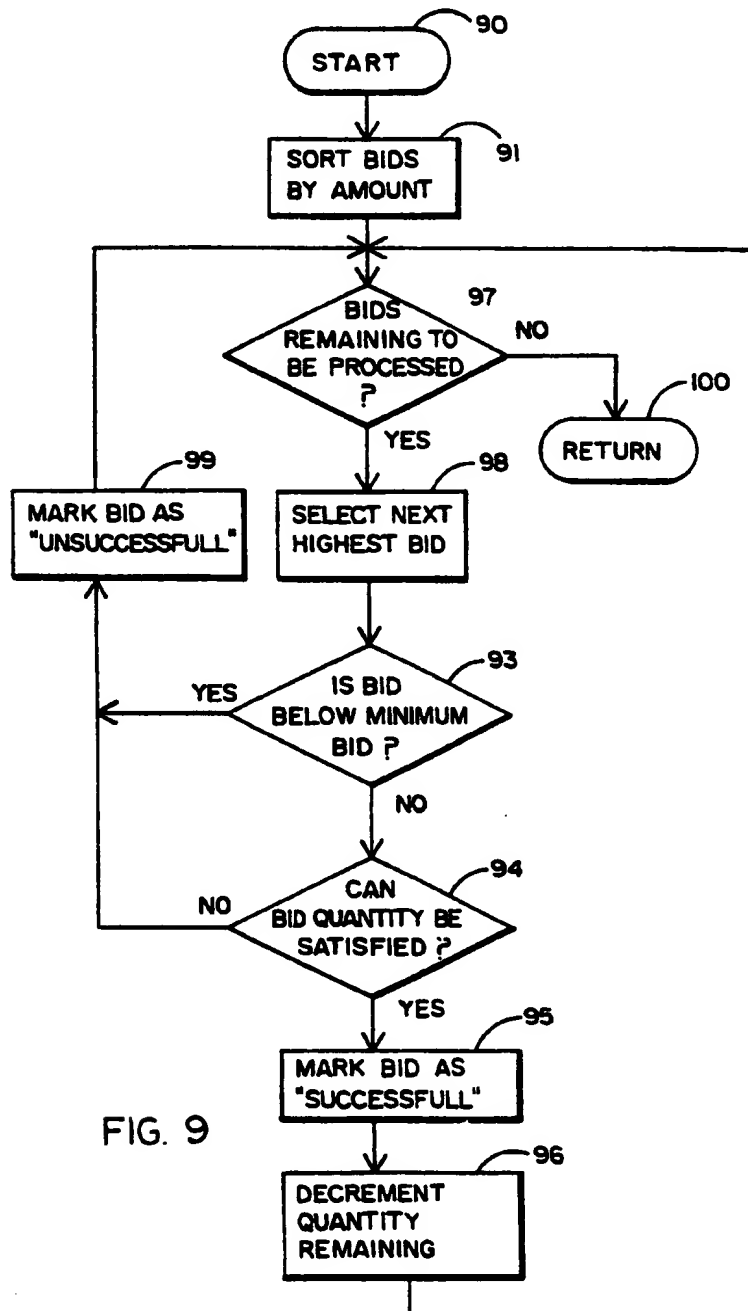 90
START
91
SORT BIDS
BY AMOUNT
97
BIDS
REMAINING TO
BE PROCESSED
?
NO
100
RETURN
YES
99
MARK BID AS
"UNSUCCESSFULL"
98
SELECT NEXT
HIGHEST BID
93
YES
IS BID
BELOW MINIMUM
BID ?
NO
94
NO
CAN
BID QUANTITY BE
SATISFIED ?
YES
95
MARK BID AS
"SUCCESSFULL"
FIG. 9
96
DECREMENT
QUANTITY
REMAINING